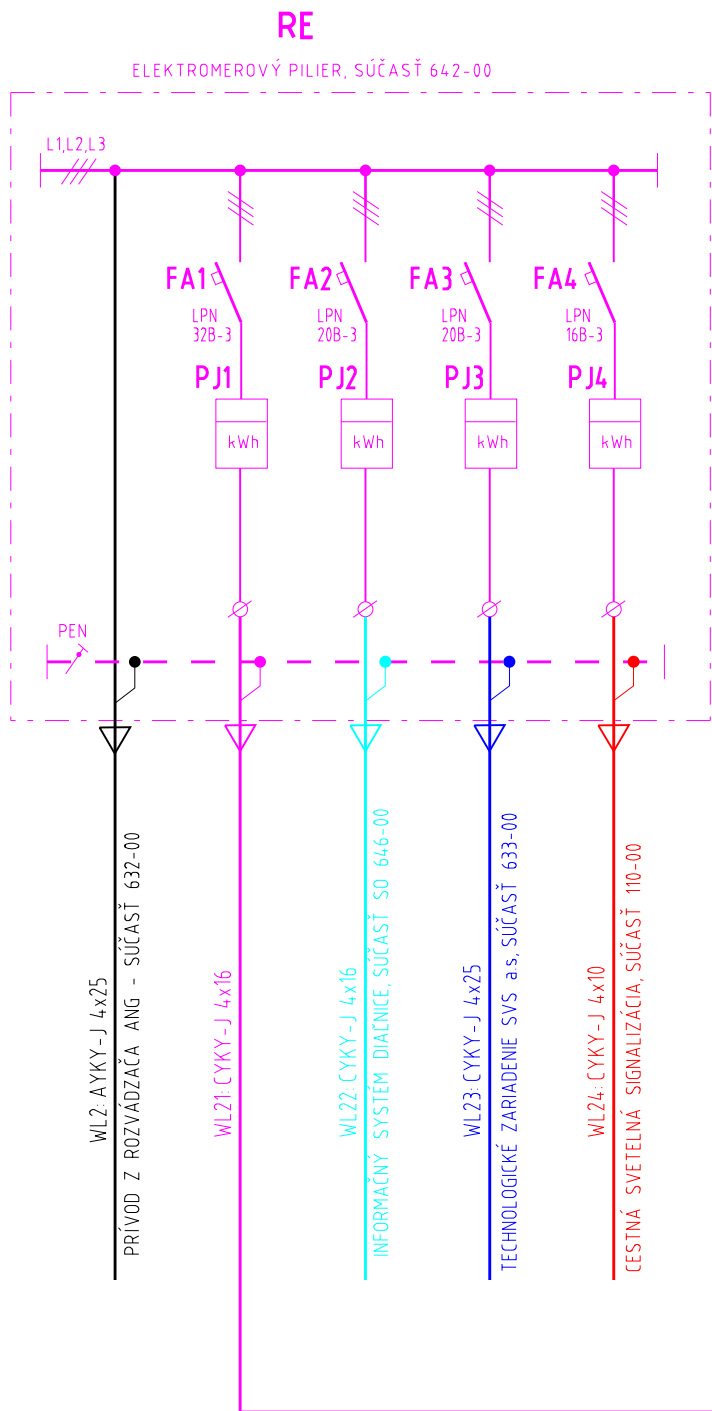 RE
ELEKTROMEROVÝ PILIER, SÚČASŤ 642-00
L1,L2,L3
FA1
LPN
32B-3
FA2
LPN
20B-3
FA3
LPN
20B-3
FA4
LPN
16B-3
PJ1
PJ2
PJ3
PJ4
kWh
kWh
kWh
kWh
PEN
WL2: AYKY-J 4x25
PRÍVOD Z ROZVÁDZAČA ANG - SÚČASŤ 632-00
WL21: CYKY-J 4x16
WL22: CYKY-J 4x16
INFORMAČNÝ SYSTÉM DIAĽNICE, SÚČASŤ SO 646-00
WL23: CYKY-J 4x25
TECHNOLOGICKÉ ZARIADENIE SVS a.s, SÚČASŤ 633-00
WL24: CYKY-J 4x10
CESTNÁ SVETELNÁ SIGNALIZÁCIA, SÚČASŤ 110-00